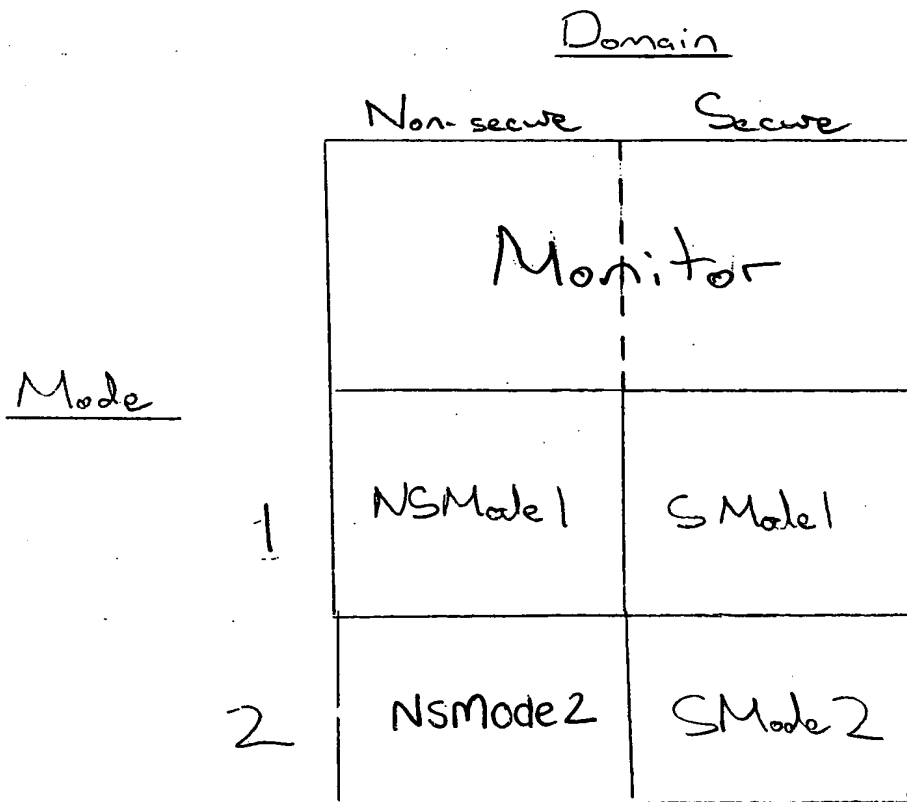 Domain
Non-secure Secure
Monitor
Mode
1 NSMode1 SMode1
2 NSMode2 SMode2